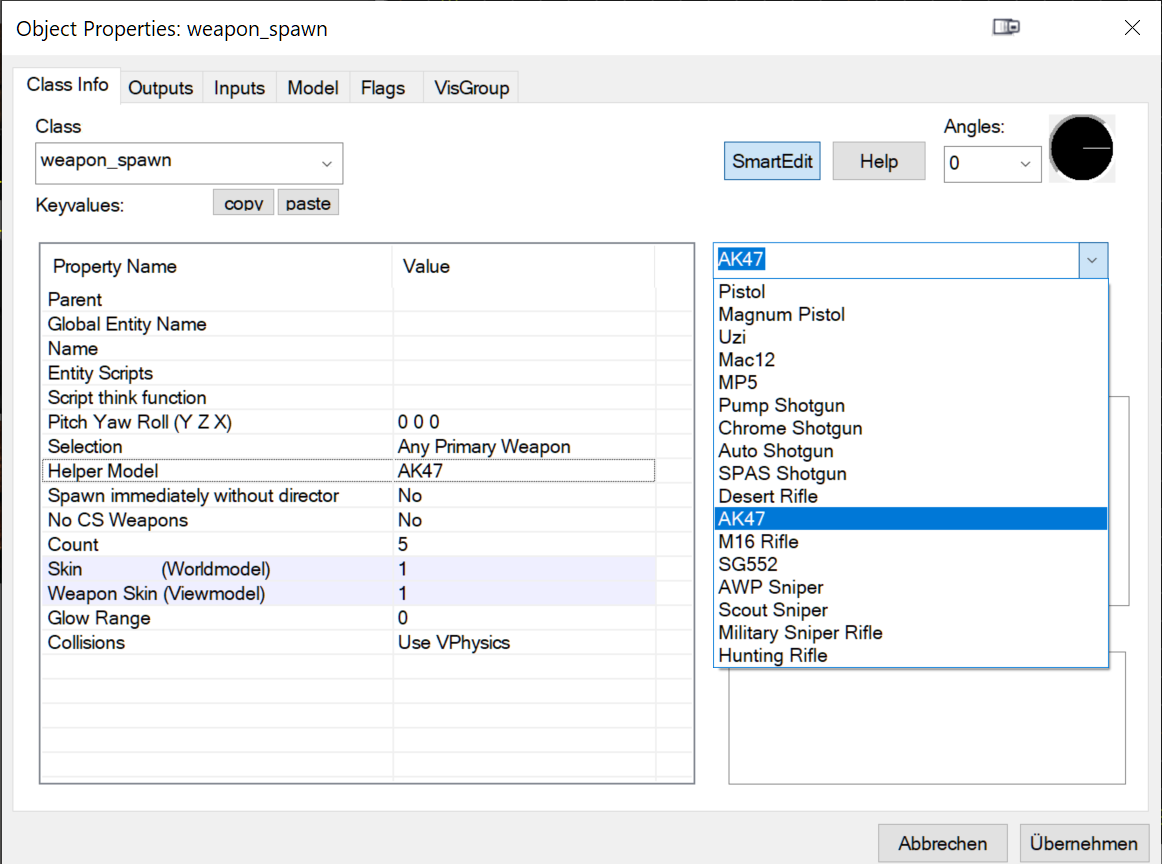 Object Properties: weapon_spawn
Class Info Outputs Inputs Model Flags VisGroup
Class
weapon_spawn
Keyvalues:
copy paste
SmartEdit Help
Angles:
0
Property Name Value
Parent
Global Entity Name
Name
Entity Scripts
Script think function
Pitch Yaw Roll (Y Z X) 0 0 0
Selection Any Primary Weapon
Helper Model AK47
Spawn immediately without director No
No CS Weapons No
Count 5
Skin (Worldmodel) 1
Weapon Skin (Viewmodel) 1
Glow Range 0
Collisions Use VPhysics
AK47
Pistol
Magnum Pistol
Uzi
Mac12
MP5
Pump Shotgun
Chrome Shotgun
Auto Shotgun
SPAS Shotgun
Desert Rifle
AK47
M16 Rifle
SG552
AWP Sniper
Scout Sniper
Military Sniper Rifle
Hunting Rifle
Abbrechen Übernehmen